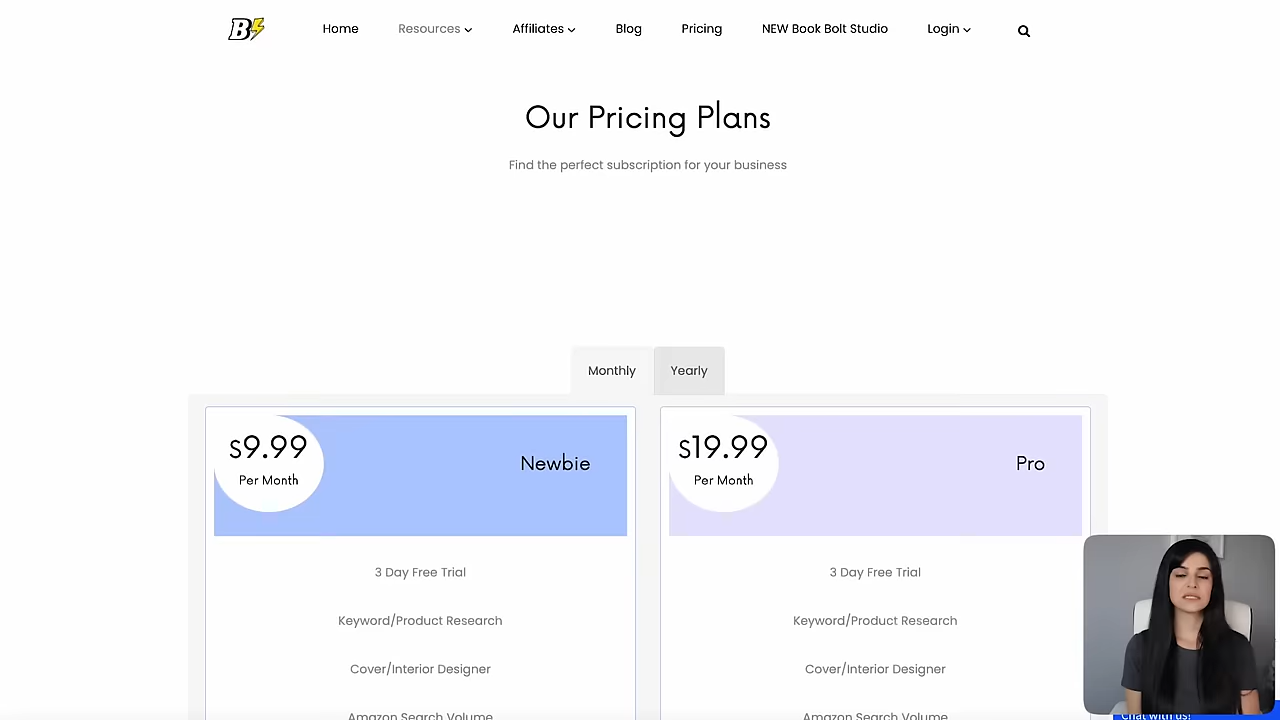 B
Home
Resources
Affiliates
Blog
Pricing
NEW Book Bolt Studio
Login
Our Pricing Plans
Find the perfect subscription for your business
Monthly
Yearly
$9.99
Per Month
Newbie
$19.99
Per Month
Pro
3 Day Free Trial
3 Day Free Trial
Keyword/Product Research
Keyword/Product Research
Cover/Interior Designer
Cover/Interior Designer
Amazon Search Volume
Amazon Search Volume
Chat with us!